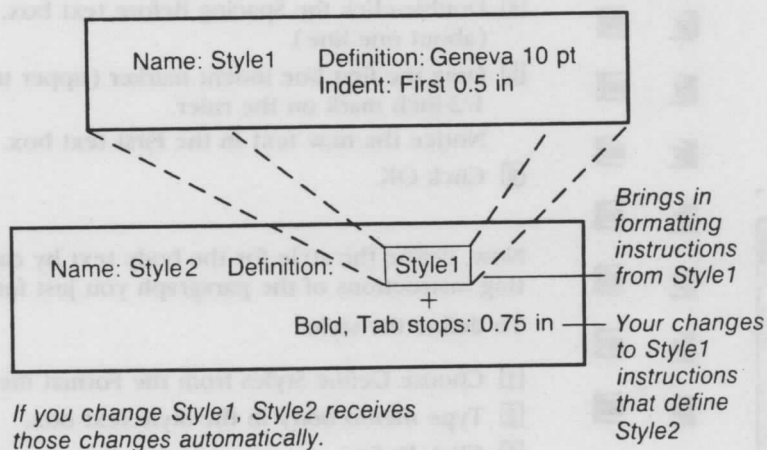 Name: Style1 Definition: Geneva 10 pt
Indent: First 0.5 in
Name: Style2 Definition: Style1
+
Bold, Tab stops: 0.75 in
Brings in
formatting
instructions
from Style1
Your changes
to Style1
instructions
that define
Style2
If you change Style1, Style2 receives
those changes automatically.